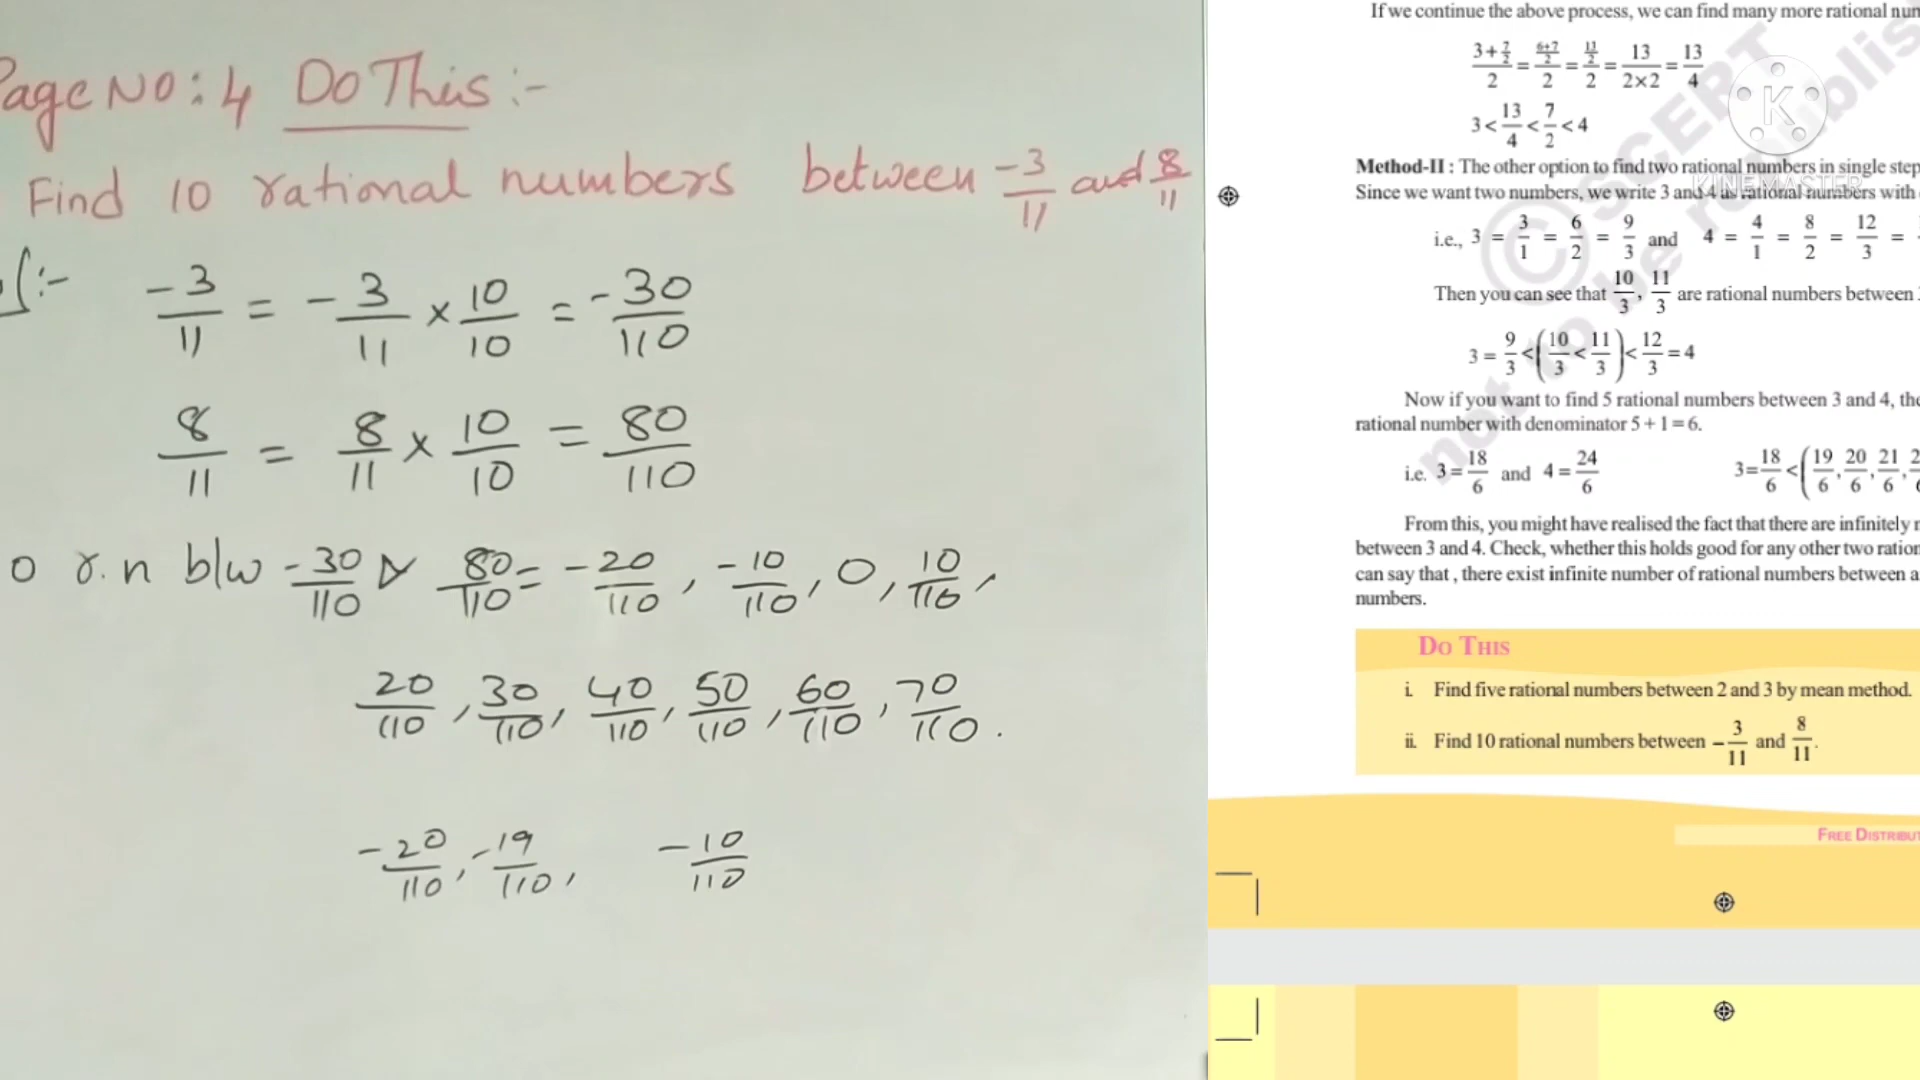 Page No: 4 Do This:-
Find 10 rational numbers between -3/11 and 8/11
-3/11 = -3/11 × 10/10 = -30/110
8/11 = 8/11 × 10/10 = 80/110
0 r.n b/w -30/110 & 80/110 = -20/110, -10/110, 0, 10/110,
20/110, 30/110, 40/110, 50/110, 60/110, 70/110.
-20/110, -19/110, -10/110
If we continue the above process, we can find many more rational num
(3+7/2)/2 = ((6+7)/2)/2 = (13/2)/2 = 13/(2×2) = 13/4
3 < 13/4 < 7/2 < 4
Method-II : The other option to find two rational numbers in single step
Since we want two numbers, we write 3 and 4 as rational numbers with
i.e., 3 = 3/1 = 6/2 = 9/3 and 4 = 4/1 = 8/2 = 12/3 =
Then you can see that 10/3, 11/3 are rational numbers between
3 = 9/3 < (10/3 < 11/3) < 12/3 = 4
Now if you want to find 5 rational numbers between 3 and 4, the
rational number with denominator 5 + 1 = 6.
i.e. 3 = 18/6 and 4 = 24/6 3 = 18/6 < (19/6, 20/6, 21/6,
From this, you might have realised the fact that there are infinitely
between 3 and 4. Check, whether this holds good for any other two ration
can say that , there exist infinite number of rational numbers between a
numbers.
DO THIS
i. Find five rational numbers between 2 and 3 by mean method.
ii. Find 10 rational numbers between -3/11 and 8/11.
FREE DISTRIBUT
© SCERT
not to be republis
K
KINEMASTER